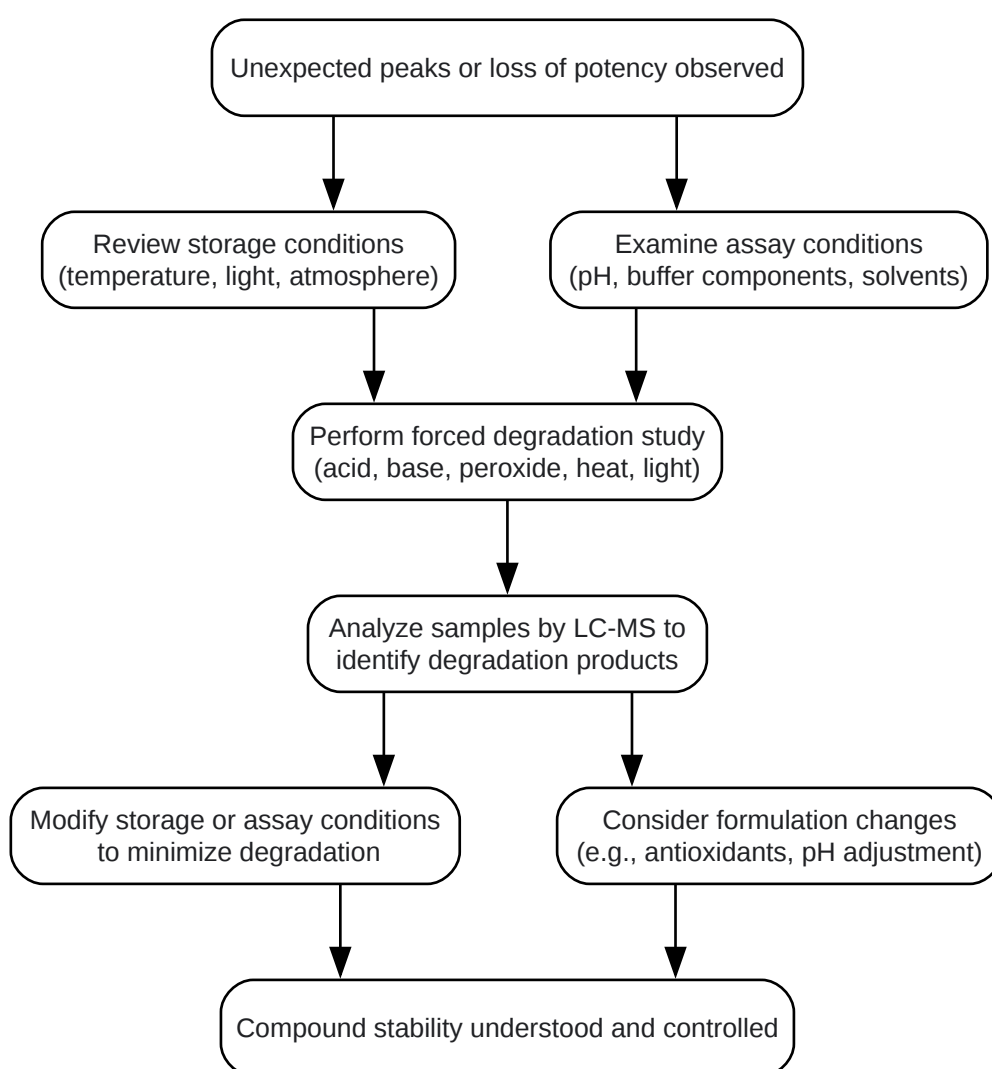 Unexpected peaks or loss of potency observed
Review storage conditions
(temperature, light, atmosphere)
Examine assay conditions
(pH, buffer components, solvents)
Perform forced degradation study
(acid, base, peroxide, heat, light)
Analyze samples by LC-MS to
identify degradation products
Modify storage or assay conditions
to minimize degradation
Consider formulation changes
(e.g., antioxidants, pH adjustment)
Compound stability understood and controlled